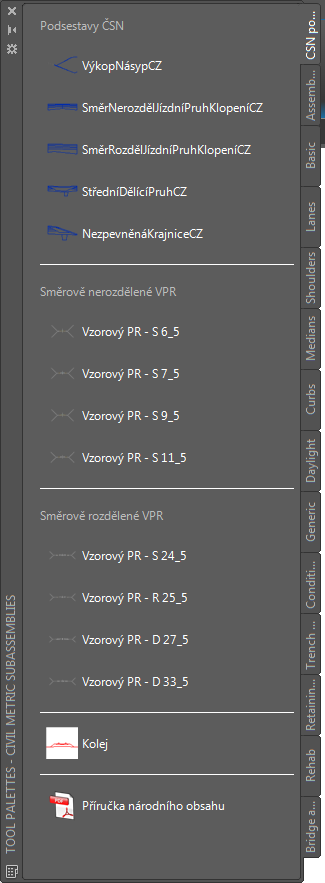 Podsestavy ČSN
VýkopNásypCZ
SměrNerozdělJízdníPruhKlopeníCZ
SměrRozdělJízdníPruhKlopeníCZ
StředníDělícíPruhCZ
NezpevněnáKrajniceCZ
Směrově nerozdělené VPR
Vzorový PR - S 6_5
Vzorový PR - S 7_5
Vzorový PR - S 9_5
Vzorový PR - S 11_5
Směrově rozdělené VPR
Vzorový PR - S 24_5
Vzorový PR - R 25_5
Vzorový PR - D 27_5
Vzorový PR - D 33_5
Kolej
PDF
Příručka národního obsahu
TOOL PALETTES - CIVIL METRIC SUBASSEMBLIES
ČSN po...
Assemb...
Basic
Lanes
Shoulders
Medians
Curbs
Daylight
Generic
Conditi...
Trench ...
Retainin...
Rehab
Bridge a...